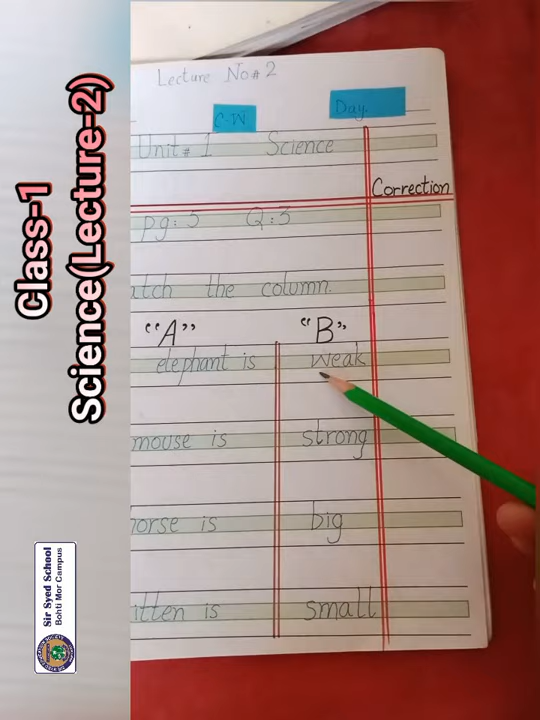 Class-1
Science(Lecture-2)
Sir Syed School
Bohti Mor Campus
Lecture No# 2
C.W Day.
Unit# 1 Science
Correction
pg: 5 Q:3
atch the column.
"A" "B"
elephant is weak
mouse is strong
horse is big
itten is small